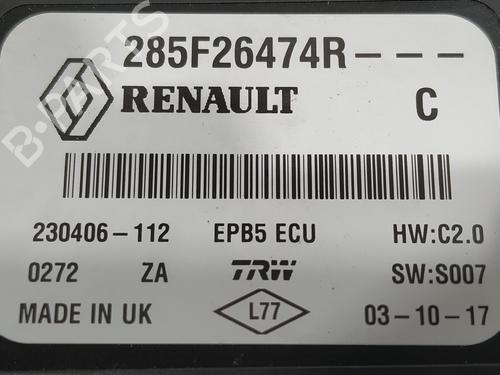 285F26474R---
RENAULT C
230406-112 EPB5 ECU HW:C2.0
0272 ZA TRW SW:S007
MADE IN UK L77 03-10-17
B-PARTS